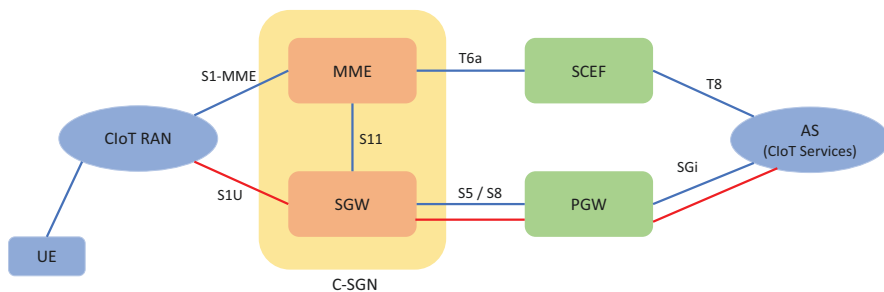 S1-MME
MME
T6a
SCEF
T8
CIoT RAN
S11
AS
(CIoT Services)
S1U
SGW
S5 / S8
PGW
SGi
UE
C-SGN